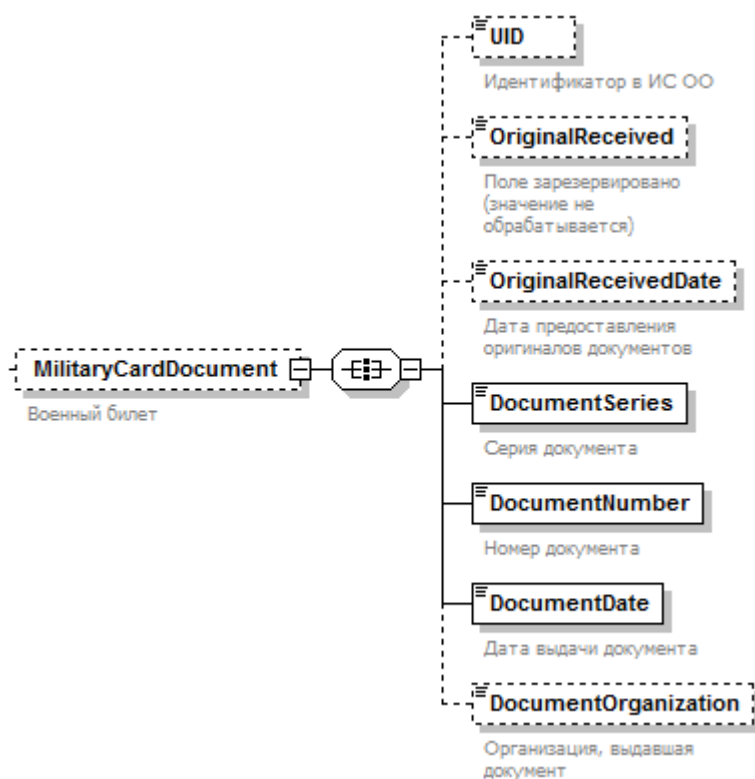 UID
Идентификатор в ИС ОО
OriginalReceived
Поле зарезервировано
(значение не
обрабатывается)
OriginalReceivedDate
Дата предоставления
оригиналов документов
MilitaryCardDocument
Военный билет
DocumentSeries
Серия документа
DocumentNumber
Номер документа
DocumentDate
Дата выдачи документа
DocumentOrganization
Организация, выдавшая
документ